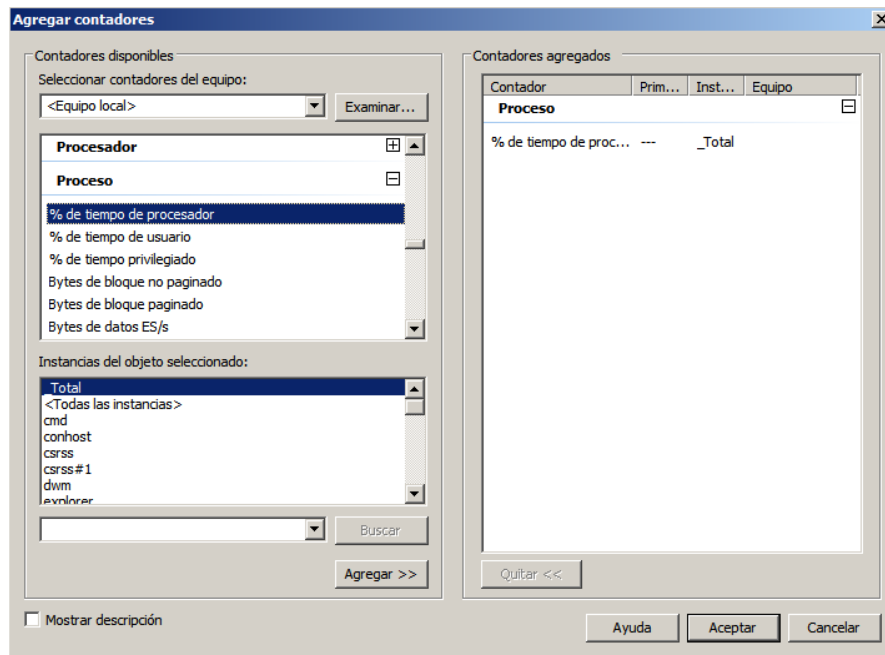 Agregar contadores
Contadores disponibles
Seleccionar contadores del equipo:
<Equipo local>
Examinar...
Procesador
Proceso
% de tiempo de procesador
% de tiempo de usuario
% de tiempo privilegiado
Bytes de bloque no paginado
Bytes de bloque paginado
Bytes de datos ES/s
Instancias del objeto seleccionado:
_Total
<Todas las instancias>
cmd
conhost
csrss
csrss#1
dwm
explorer
Buscar
Agregar >>
Mostrar descripción
Contadores agregados
Contador Prim... Inst... Equipo
Proceso
% de tiempo de proc... --- _Total
Quitar <<
Ayuda Aceptar Cancelar